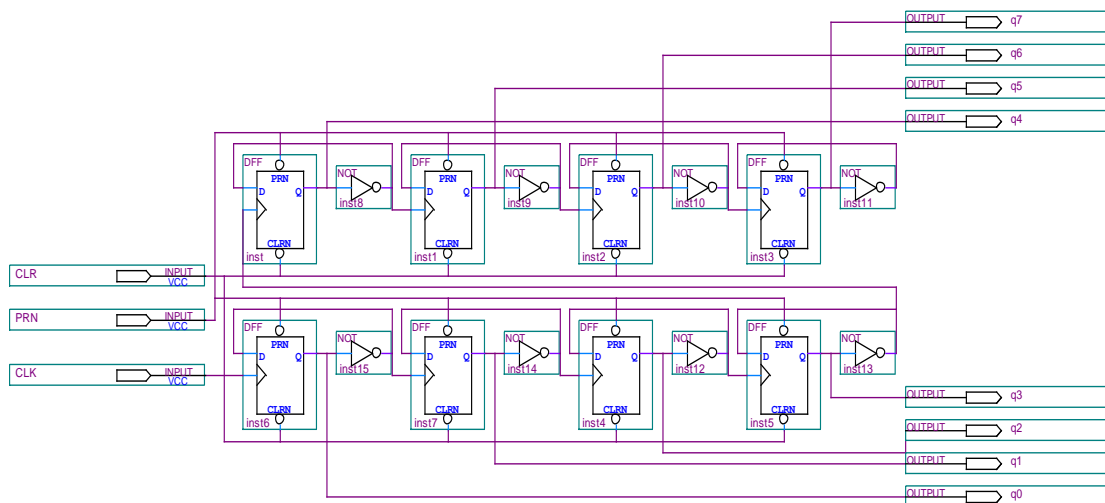 OUTPUT q7
OUTPUT q6
OUTPUT q5
OUTPUT q4
DFF NOT DFF NOT DFF NOT DFF NOT
PRN PRN PRN PRN
D Q D Q D Q D Q
inst8 inst9 inst10 inst11
CLRN CLRN CLRN CLRN
inst inst1 inst2 inst3
CLR INPUT
VCC
PRN INPUT
VCC
DFF NOT DFF NOT DFF NOT DFF NOT
PRN PRN PRN PRN
D Q D Q D Q D Q
inst15 inst14 inst12 inst13
CLK INPUT
VCC
CLRN CLRN CLRN CLRN
inst6 inst7 inst4 inst5
OUTPUT q3
OUTPUT q2
OUTPUT q1
OUTPUT q0